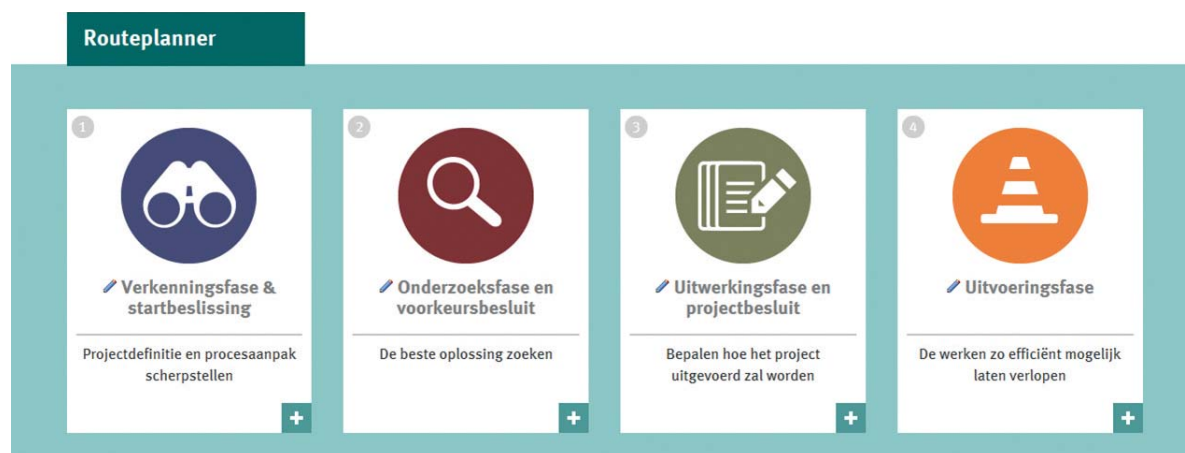 Routeplanner
1
Verkenningsfase &
startbeslissing
Projectdefinitie en procesaanpak
scherpstellen
+
2
Onderzoeksfase en
voorkeursbesluit
De beste oplossing zoeken
3
Uitwerkingsfase en
projectbesluit
Bepalen hoe het project
uitgevoerd zal worden
+
4
Uitvoeringsfase
De werken zo efficiënt mogelijk
laten verlopen
+